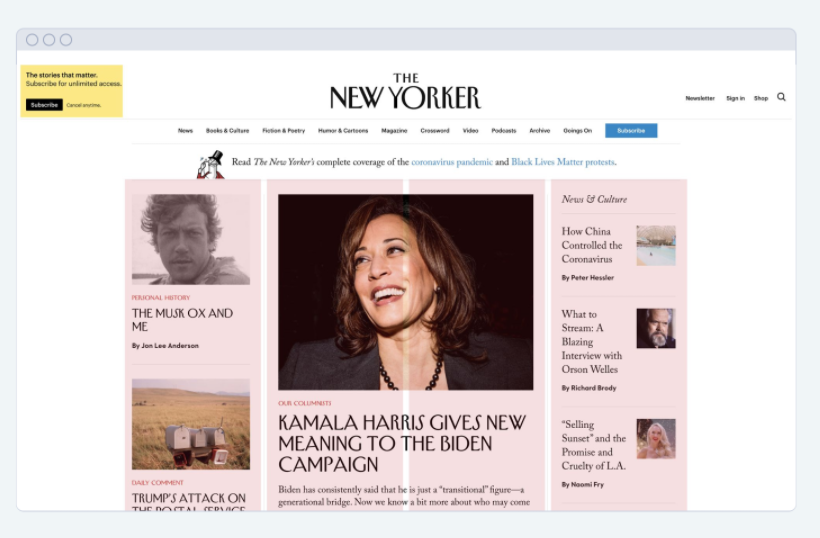 The stories that matter.
Subscribe for unlimited access.
Subscribe Cancel anytime.
THE
NEW YORKER
Newsletter Sign in Shop
News Books & Culture Fiction & Poetry Humor & Cartoons Magazine Crossword Video Podcasts Archive Goings On Subscribe
Read The New Yorker's complete coverage of the coronavirus pandemic and Black Lives Matter protests.
PERSONAL HISTORY
THE MUSK OX AND
ME
By Jon Lee Anderson
DAILY COMMENT
TRUMP'S ATTACK ON
THE POSTAL SERVICE
OUR COLUMNISTS
KAMALA HARRIS GIVES NEW
MEANING TO THE BIDEN
CAMPAIGN
Biden has consistently said that he is just a “transitional” figure—a
generational bridge. Now we know a bit more about who may come
News & Culture
How China
Controlled the
Coronavirus
By Peter Hessler
What to
Stream: A
Blazing
Interview with
Orson Welles
By Richard Brody
“Selling
Sunset” and the
Promise and
Cruelty of L.A.
By Naomi Fry